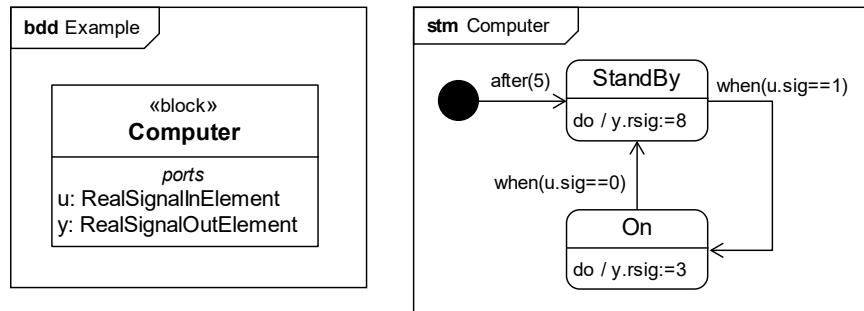 bdd Example
«block»
Computer
ports
u: RealSignalInElement
y: RealSignalOutElement
stm Computer
after(5)
StandBy
do / y.rsig:=8
when(u.sig==1)
when(u.sig==0)
On
do / y.rsig:=3